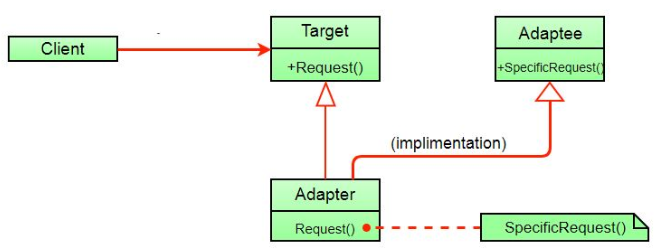 Client
Target
+Request()
Adaptee
+SpecificRequest()
(implimentation)
Adapter
Request()
SpecificRequest()